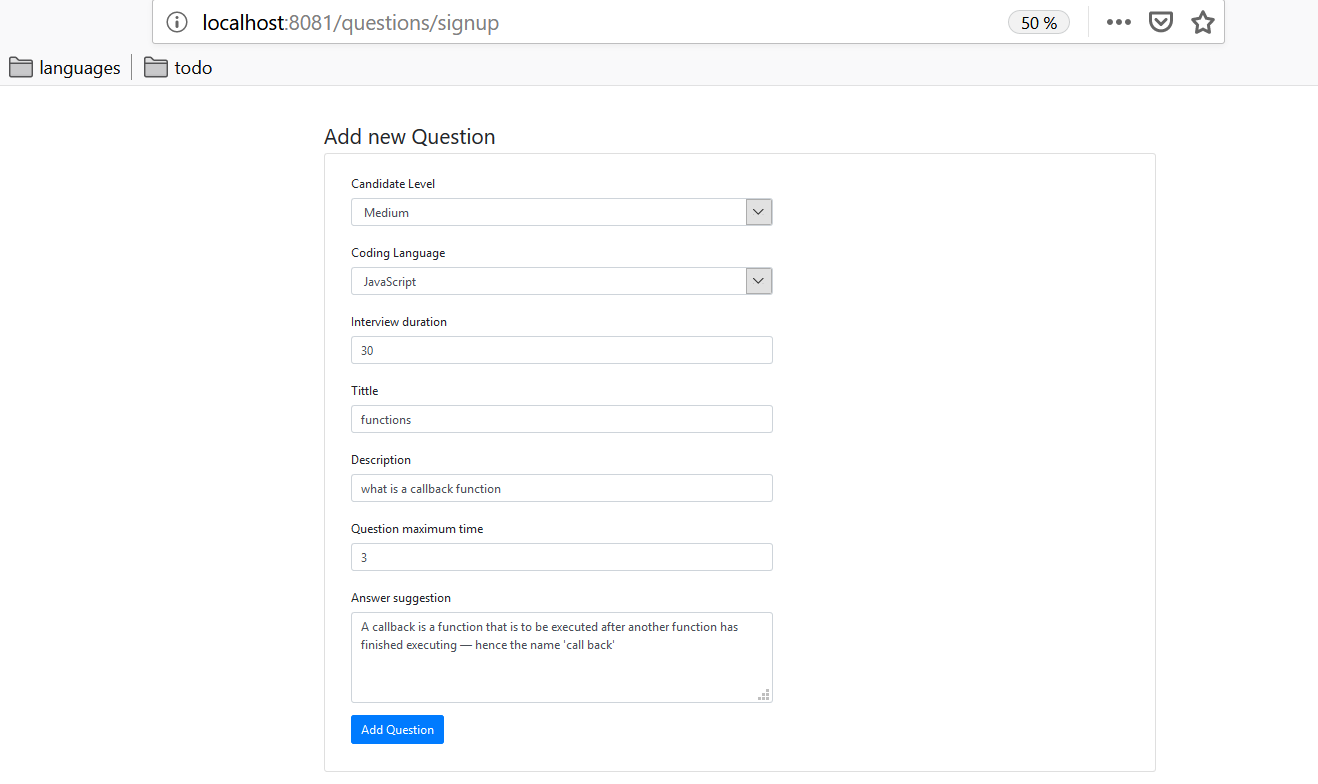 localhost:8081/questions/signup
50 %
languages
todo
Add new Question
Candidate Level
Medium
Coding Language
JavaScript
Interview duration
30
Tittle
functions
Description
what is a callback function
Question maximum time
3
Answer suggestion
A callback is a function that is to be executed after another function has
finished executing — hence the name 'call back'
Add Question